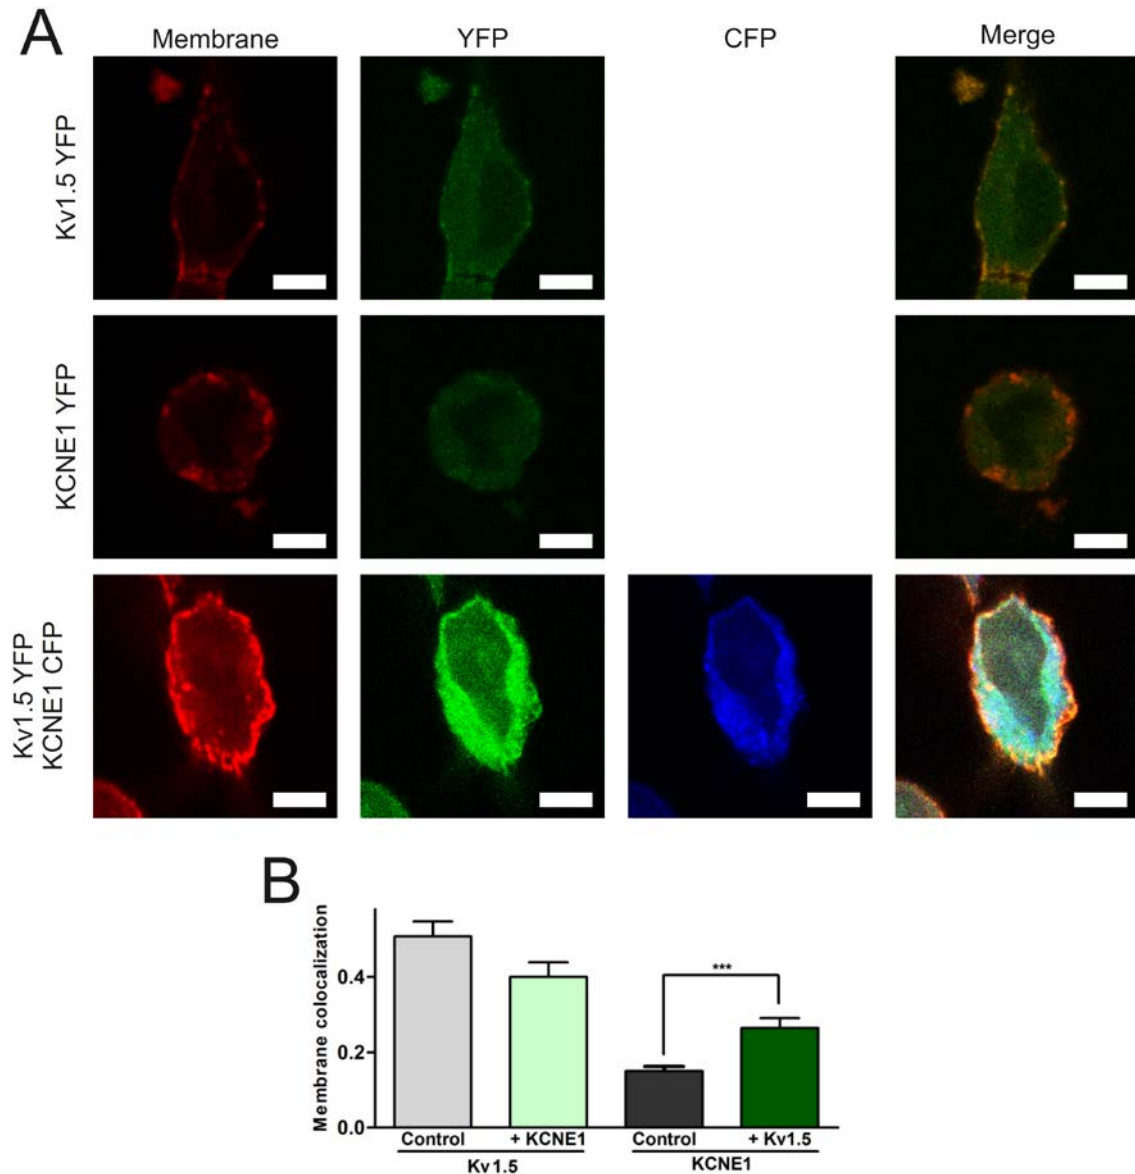 A
Membrane YFP CFP Merge
Kv1.5 YFP
KCNE1 YFP
Kv1.5 YFP
KCNE1 CFP
B
Membrane colocalization
0.4
0.2
0.0
***
Control + KCNE1 Control + Kv1.5
Kv1.5 KCNE1